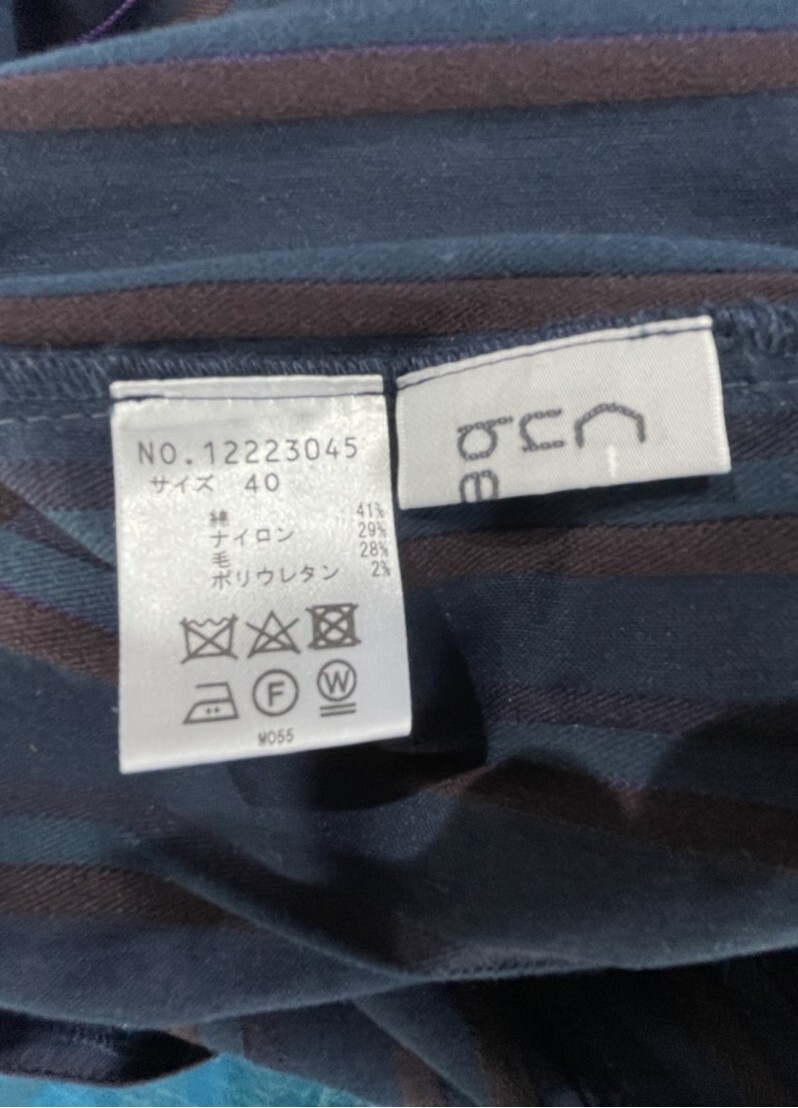 NO.12223045
サイズ 40
綿 41%
ナイロン 29%
毛 28%
ポリウレタン 2%
F
W
M055